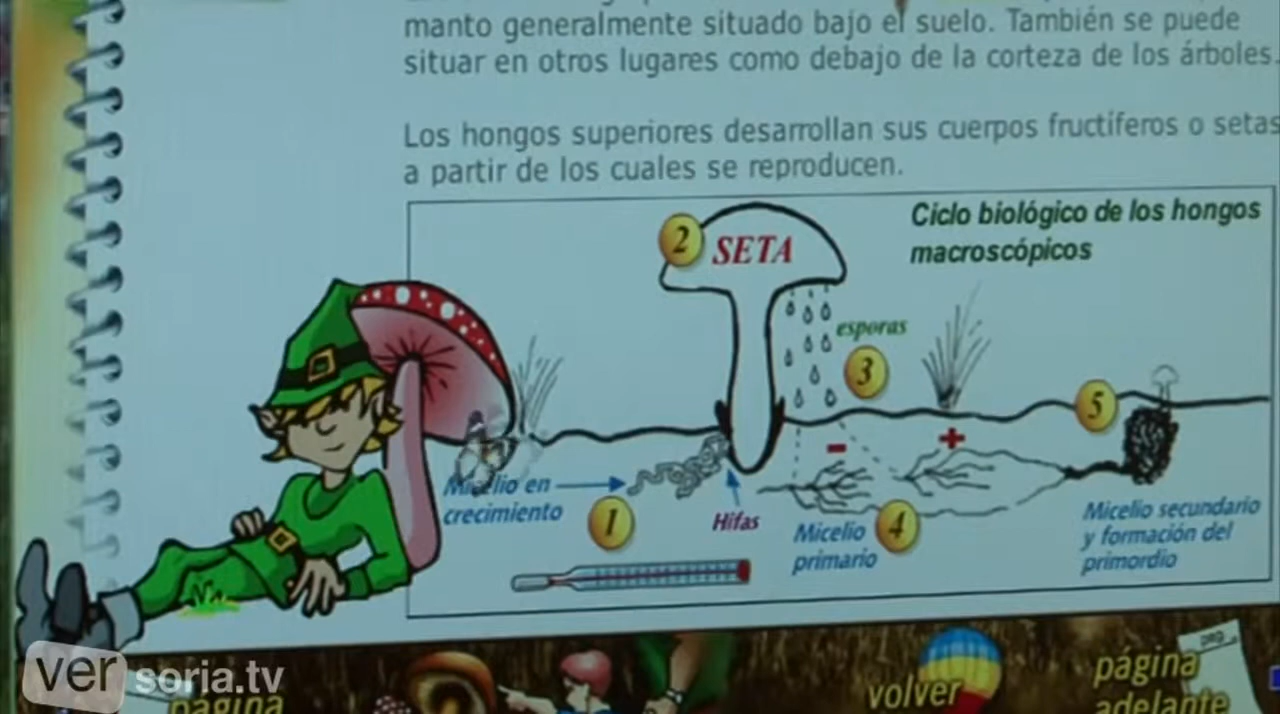 manto generalmente situado bajo el suelo. También se puede
situar en otros lugares como debajo de la corteza de los árboles.
Los hongos superiores desarrollan sus cuerpos fructíferos o setas
a partir de los cuales se reproducen.
Ciclo biológico de los hongos
macroscópicos
2
SETA
esporas
3
5
+
-
Micelio en
crecimiento
1
Hifas
Micelio
primario
4
Micelio secundario
y formación del
primordio
pag
volver
página
adelante
página
ver soria.tv